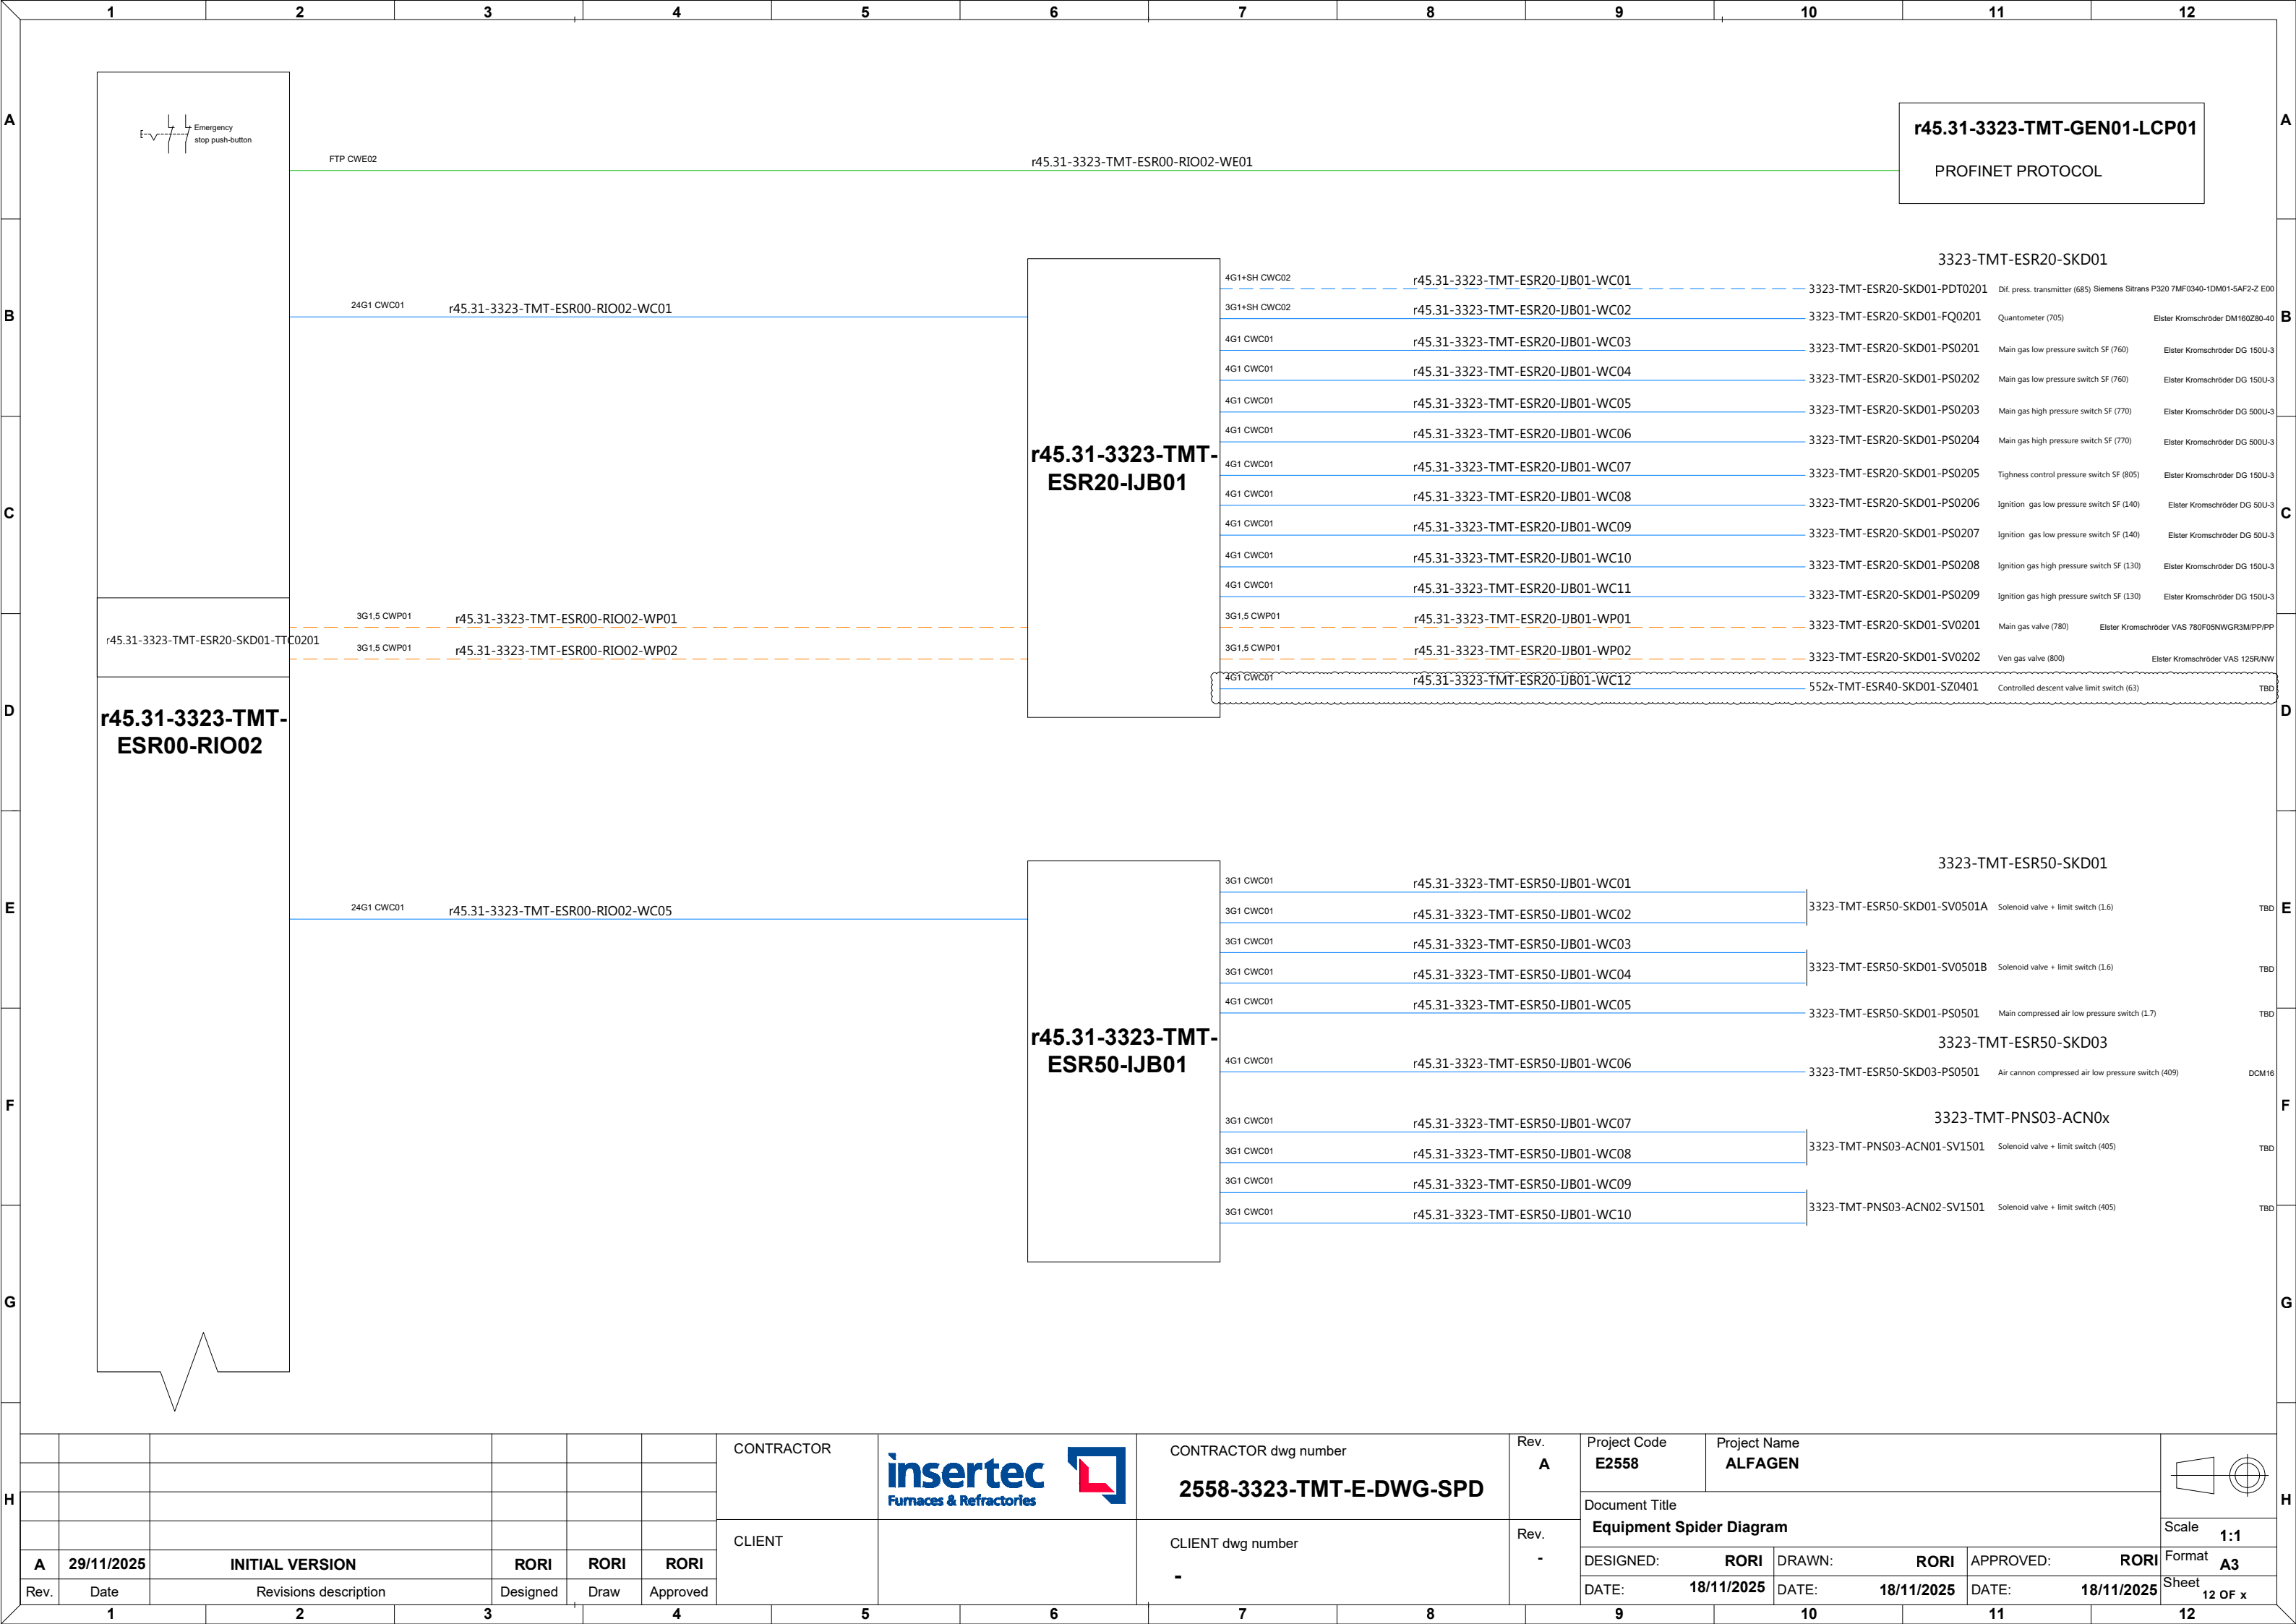 1 2 3 4 5 6 7 8 9 10 11 12
A A
Emergency
stop push-button
FTP CWE02
r45.31-3323-TMT-ESR00-RIO02-WE01
r45.31-3323-TMT-GEN01-LCP01
PROFINET PROTOCOL
3323-TMT-ESR20-SKD01
B B
24G1 CWC01 r45.31-3323-TMT-ESR00-RIO02-WC01
4G1+SH CWC02 r45.31-3323-TMT-ESR20-IJB01-WC01 3323-TMT-ESR20-SKD01-PDT0201 Dif. press. transmitter (685) Siemens Sitrans P320 7MF0340-1DM01-5AF2-Z E00
3G1+SH CWC02 r45.31-3323-TMT-ESR20-IJB01-WC02 3323-TMT-ESR20-SKD01-FQ0201 Quantometer (705) Elster Kromschröder DM160Z80-40
4G1 CWC01 r45.31-3323-TMT-ESR20-IJB01-WC03 3323-TMT-ESR20-SKD01-PS0201 Main gas low pressure switch SF (760) Elster Kromschröder DG 150U-3
4G1 CWC01 r45.31-3323-TMT-ESR20-IJB01-WC04 3323-TMT-ESR20-SKD01-PS0202 Main gas low pressure switch SF (760) Elster Kromschröder DG 150U-3
4G1 CWC01 r45.31-3323-TMT-ESR20-IJB01-WC05 3323-TMT-ESR20-SKD01-PS0203 Main gas high pressure switch SF (770) Elster Kromschröder DG 500U-3
4G1 CWC01 r45.31-3323-TMT-ESR20-IJB01-WC06 3323-TMT-ESR20-SKD01-PS0204 Main gas high pressure switch SF (770) Elster Kromschröder DG 500U-3
r45.31-3323-TMT-
ESR20-IJB01
4G1 CWC01 r45.31-3323-TMT-ESR20-IJB01-WC07 3323-TMT-ESR20-SKD01-PS0205 Tighness control pressure switch SF (805) Elster Kromschröder DG 150U-3
4G1 CWC01 r45.31-3323-TMT-ESR20-IJB01-WC08 3323-TMT-ESR20-SKD01-PS0206 Ignition gas low pressure switch SF (140) Elster Kromschröder DG 50U-3
C C
4G1 CWC01 r45.31-3323-TMT-ESR20-IJB01-WC09 3323-TMT-ESR20-SKD01-PS0207 Ignition gas low pressure switch SF (140) Elster Kromschröder DG 50U-3
4G1 CWC01 r45.31-3323-TMT-ESR20-IJB01-WC10 3323-TMT-ESR20-SKD01-PS0208 Ignition gas high pressure switch SF (130) Elster Kromschröder DG 150U-3
4G1 CWC01 r45.31-3323-TMT-ESR20-IJB01-WC11 3323-TMT-ESR20-SKD01-PS0209 Ignition gas high pressure switch SF (130) Elster Kromschröder DG 150U-3
3G1,5 CWP01 r45.31-3323-TMT-ESR00-RIO02-WP01
3G1,5 CWP01 r45.31-3323-TMT-ESR20-IJB01-WP01 3323-TMT-ESR20-SKD01-SV0201 Main gas valve (780) Elster Kromschröder VAS 780F05NWGR3M/PP/PP
r45.31-3323-TMT-ESR20-SKD01-TTC0201
3G1,5 CWP01 r45.31-3323-TMT-ESR00-RIO02-WP02
3G1,5 CWP01 r45.31-3323-TMT-ESR20-IJB01-WP02 3323-TMT-ESR20-SKD01-SV0202 Ven gas valve (800) Elster Kromschröder VAS 125R/NW
4G1 CWC01 r45.31-3323-TMT-ESR20-IJB01-WC12 552x-TMT-ESR40-SKD01-SZ0401 Controlled descent valve limit switch (63) TBD
D D
r45.31-3323-TMT-
ESR00-RIO02
3323-TMT-ESR50-SKD01
3G1 CWC01 r45.31-3323-TMT-ESR50-IJB01-WC01
E E
24G1 CWC01 r45.31-3323-TMT-ESR00-RIO02-WC05
3323-TMT-ESR50-SKD01-SV0501A Solenoid valve + limit switch (1.6) TBD
3G1 CWC01 r45.31-3323-TMT-ESR50-IJB01-WC02
3G1 CWC01 r45.31-3323-TMT-ESR50-IJB01-WC03
3323-TMT-ESR50-SKD01-SV0501B Solenoid valve + limit switch (1.6) TBD
3G1 CWC01 r45.31-3323-TMT-ESR50-IJB01-WC04
4G1 CWC01 r45.31-3323-TMT-ESR50-IJB01-WC05 3323-TMT-ESR50-SKD01-PS0501 Main compressed air low pressure switch (1.7) TBD
r45.31-3323-TMT-
ESR50-IJB01
3323-TMT-ESR50-SKD03
4G1 CWC01 r45.31-3323-TMT-ESR50-IJB01-WC06 3323-TMT-ESR50-SKD03-PS0501 Air cannon compressed air low pressure switch (409) DCM16
F F
3323-TMT-PNS03-ACN0x
3G1 CWC01 r45.31-3323-TMT-ESR50-IJB01-WC07
3323-TMT-PNS03-ACN01-SV1501 Solenoid valve + limit switch (405) TBD
3G1 CWC01 r45.31-3323-TMT-ESR50-IJB01-WC08
3G1 CWC01 r45.31-3323-TMT-ESR50-IJB01-WC09
3323-TMT-PNS03-ACN02-SV1501 Solenoid valve + limit switch (405) TBD
3G1 CWC01 r45.31-3323-TMT-ESR50-IJB01-WC10
G G
H H
CONTRACTOR
insertec
Furnaces & Refractories
CONTRACTOR dwg number
2558-3323-TMT-E-DWG-SPD
Rev.
A
Project Code
E2558
Project Name
ALFAGEN
Document Title
Equipment Spider Diagram
CLIENT
CLIENT dwg number
-
Rev.
-
Scale 1:1
Format A3
Sheet 12 OF x
DESIGNED: RORI DRAWN: RORI APPROVED: RORI
DATE: 18/11/2025 DATE: 18/11/2025 DATE: 18/11/2025
A 29/11/2025 INITIAL VERSION RORI RORI RORI
Rev. Date Revisions description Designed Draw Approved
1 2 3 4 5 6 7 8 9 10 11 12